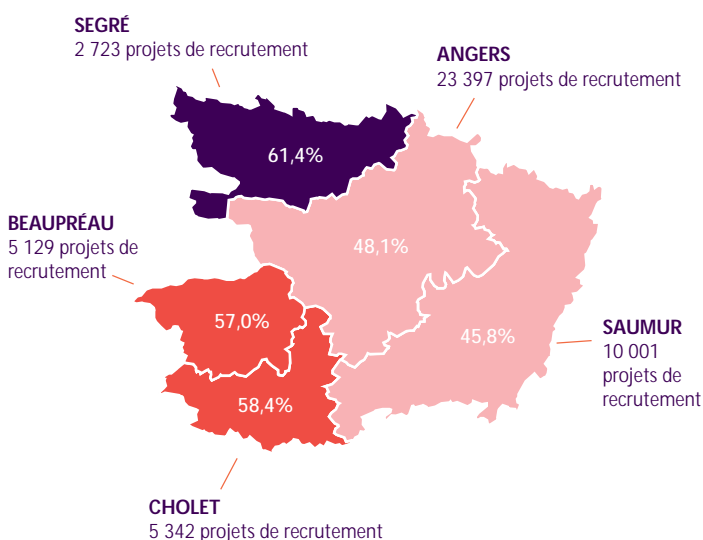 SEGRÉ
2 723 projets de recrutement
ANGERS
23 397 projets de recrutement
61,4%
BEAUPRÉAU
5 129 projets de
recrutement
48,1%
57,0%
45,8%
SAUMUR
10 001
projets de
recrutement
58,4%
CHOLET
5 342 projets de recrutement